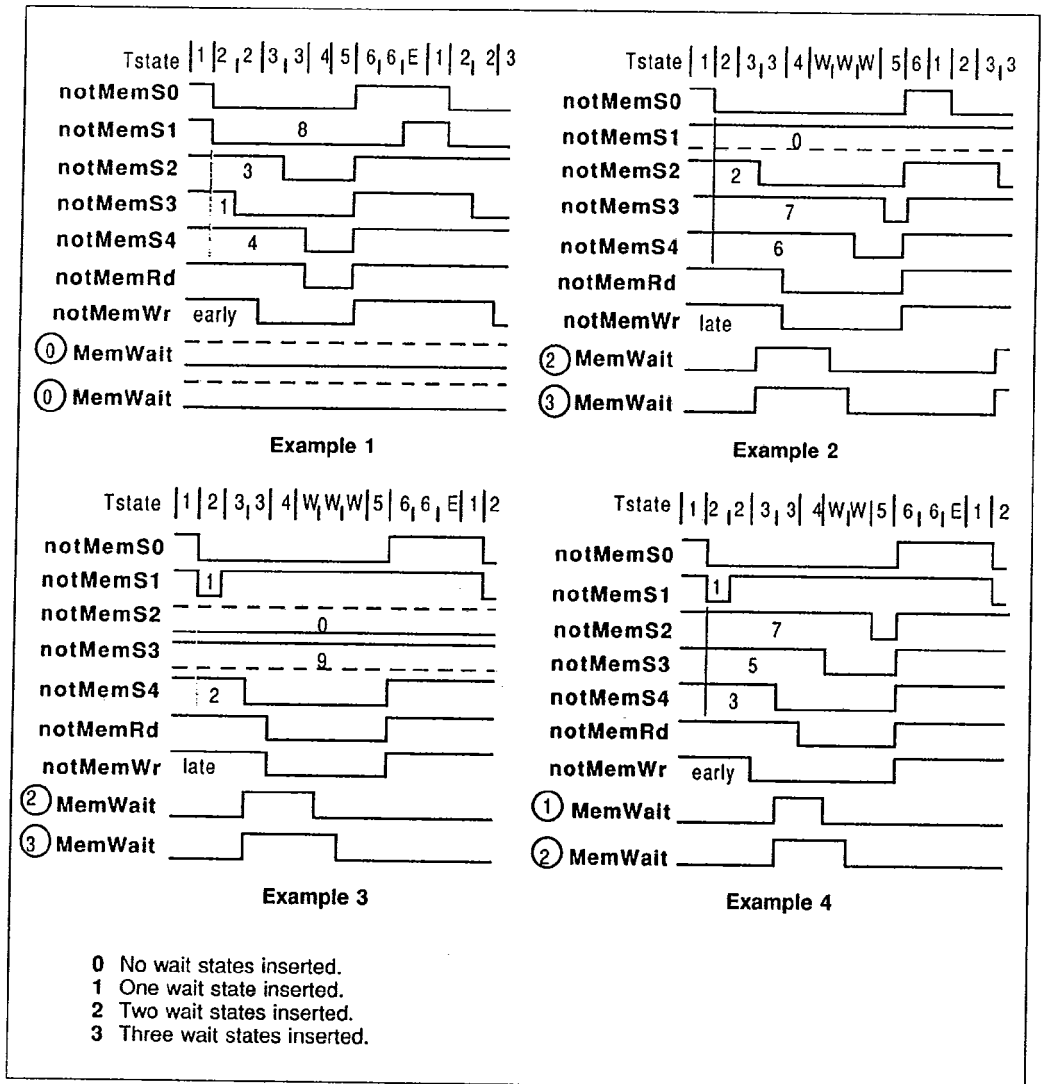 Tstate |1|2,2|3,3|4|5|6,6,E|1|2,2|3
notMemS0
notMemS1 8
notMemS2 3
notMemS3 1
notMemS4 4
notMemRd
notMemWr early
0 MemWait
0 MemWait
Example 1
Tstate |1|2|3,3|4|W,W,W|5|6|1|2|3,3
notMemS0
notMemS1 0
notMemS2 2
notMemS3 7
notMemS4 6
notMemRd
notMemWr late
2 MemWait
3 MemWait
Example 2
Tstate |1|2|3,3|4|W,W,W|5|6,6,E|1|2
notMemS0
notMemS1 1
notMemS2 0
notMemS3 9
notMemS4 2
notMemRd
notMemWr late
2 MemWait
3 MemWait
Example 3
Tstate |1|2,2|3,3|4|W,W|5|6,6,E|1|2
notMemS0
notMemS1 1
notMemS2 7
notMemS3 5
notMemS4 3
notMemRd
notMemWr early
1 MemWait
2 MemWait
Example 4
0 No wait states inserted.
1 One wait state inserted.
2 Two wait states inserted.
3 Three wait states inserted.